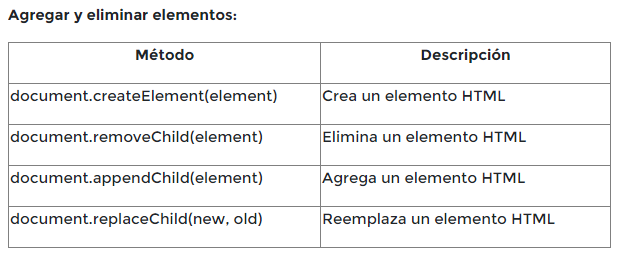 Agregar y eliminar elementos:
Método Descripción
document.createElement(element) Crea un elemento HTML
document.removeChild(element) Elimina un elemento HTML
document.appendChild(element) Agrega un elemento HTML
document.replaceChild(new, old) Reemplaza un elemento HTML